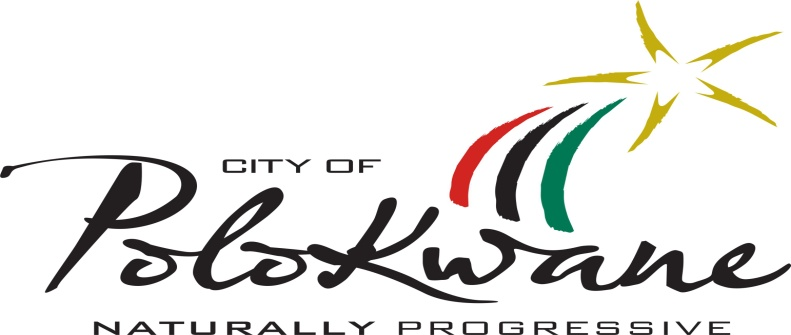 CITY OF
PoloKwane
NATURALLY PROGRESSIVE